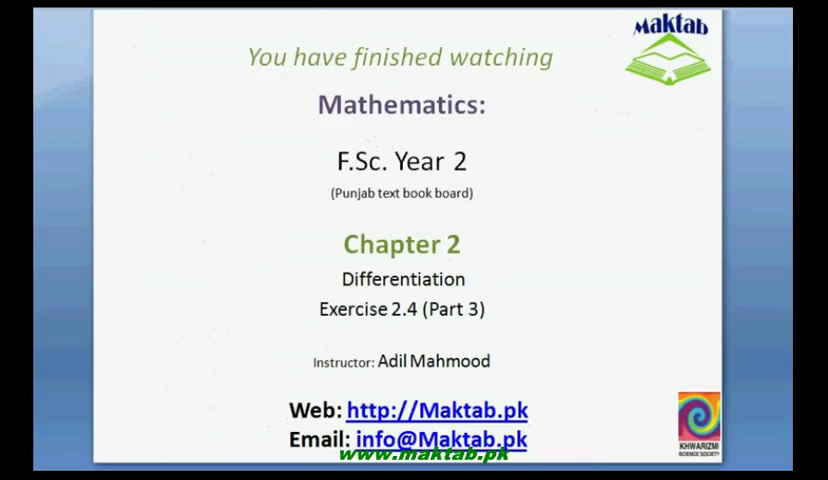 Maktab
You have finished watching
Mathematics:
F.Sc. Year 2
(Punjab text book board)
Chapter 2
Differentiation
Exercise 2.4 (Part 3)
Instructor: Adil Mahmood
Web: http://Maktab.pk
Email: info@Maktab.pk
www.maktab.pk
KHWARIZMI
SCIENCE SOCIETY